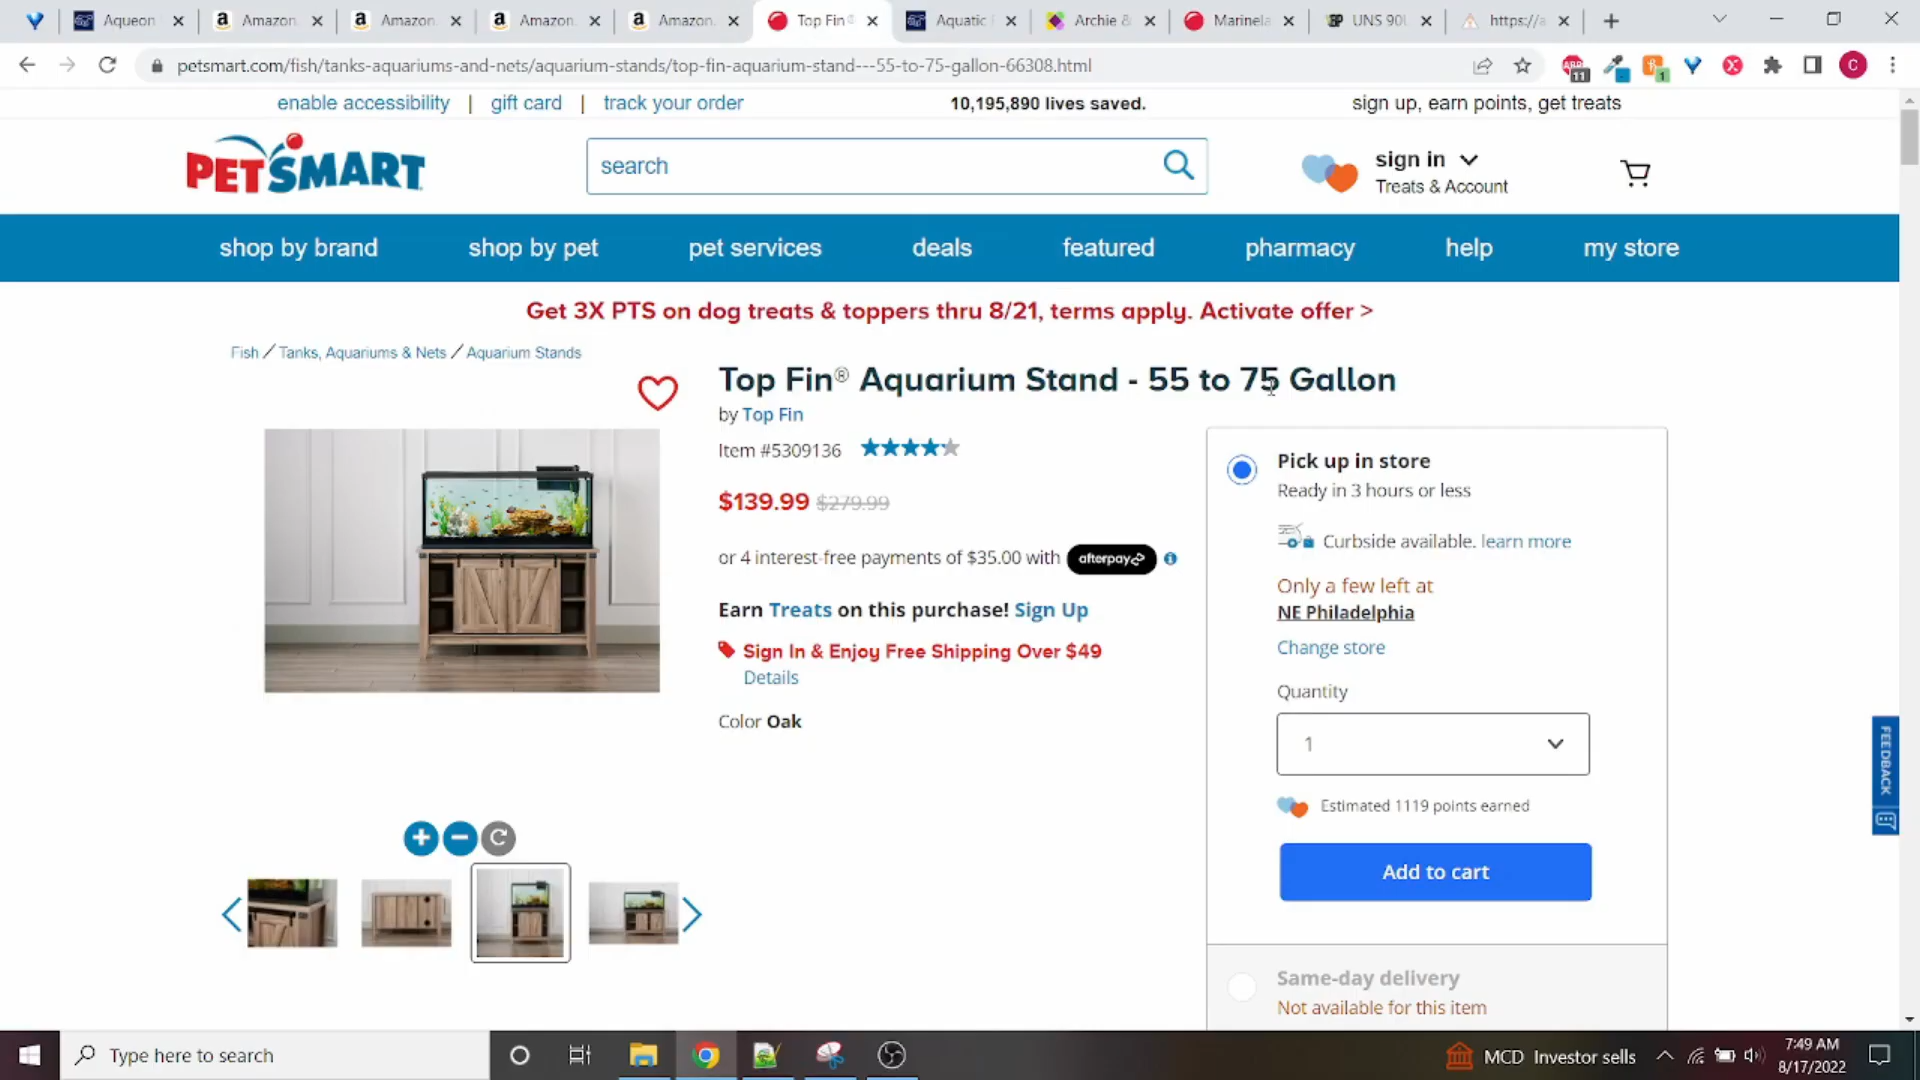 Aqueon
Amazon
Amazon
Amazon
Amazon
Top Fin®
Aquatic
Archie &
Marinela
UNS 90
https://a
petsmart.com/fish/tanks-aquariums-and-nets/aquarium-stands/top-fin-aquarium-stand---55-to-75-gallon-66308.html
11
1
C
enable accessibility | gift card | track your order
10,195,890 lives saved.
sign up, earn points, get treats
PETSMART
search
sign in
Treats & Account
shop by brand
shop by pet
pet services
deals
featured
pharmacy
help
my store
Get 3X PTS on dog treats & toppers thru 8/21, terms apply. Activate offer >
Fish / Tanks, Aquariums & Nets / Aquarium Stands
Top Fin® Aquarium Stand - 55 to 75 Gallon
by Top Fin
Item #5309136
$139.99 $279.99
or 4 interest-free payments of $35.00 with afterpay
Earn Treats on this purchase! Sign Up
Sign In & Enjoy Free Shipping Over $49
Details
Color Oak
Pick up in store
Ready in 3 hours or less
Curbside available. learn more
Only a few left at
NE Philadelphia
Change store
Quantity
1
Estimated 1119 points earned
Add to cart
Same-day delivery
Not available for this item
FEEDBACK
Type here to search
MCD Investor sells
7:49 AM
8/17/2022